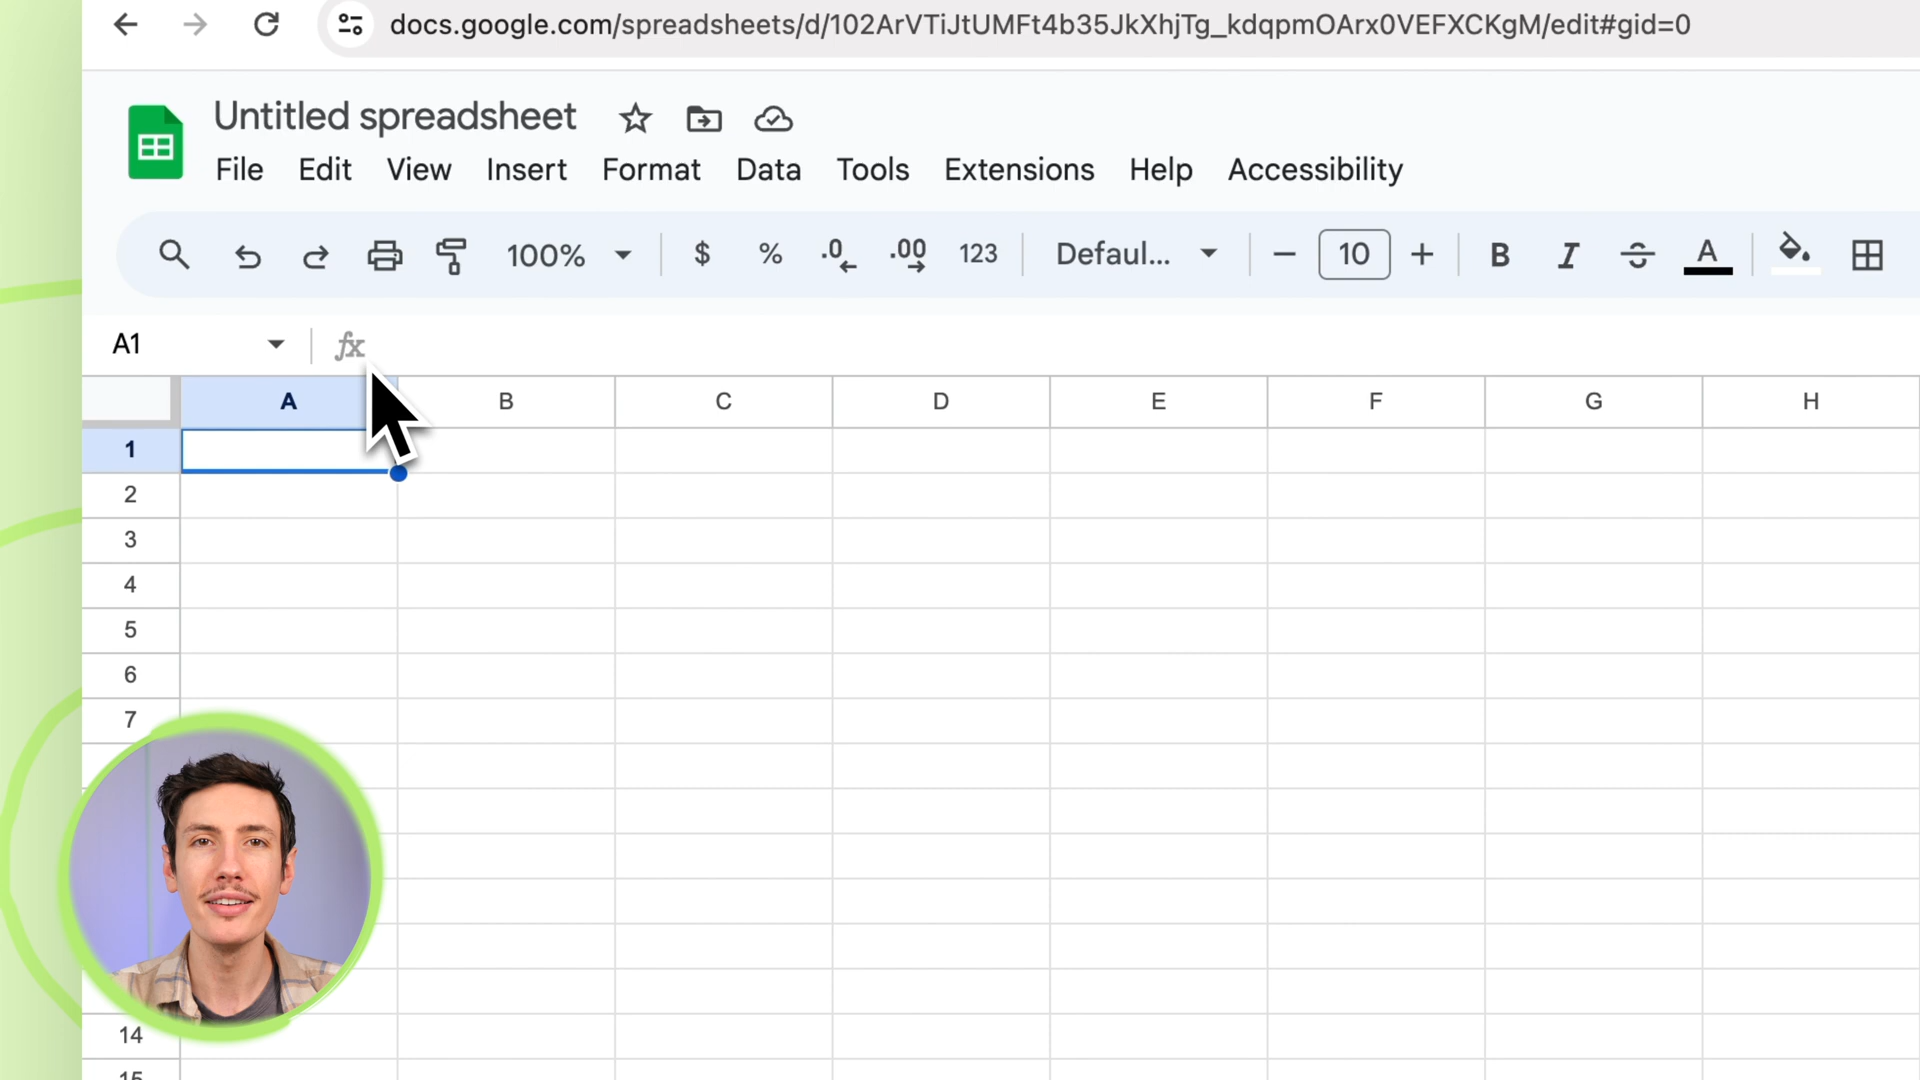 docs.google.com/spreadsheets/d/102ArVTiJtUMFt4b35JkXhjTg_kdqpmOArx0VEFXCKgM/edit#gid=0
Untitled spreadsheet
File Edit View Insert Format Data Tools Extensions Help Accessibility
100% $ % .0 .00 123 Defaul... 10 B I S A
A1 fx
A B C D E F G H
1
2
3
4
5
6
7
14
15